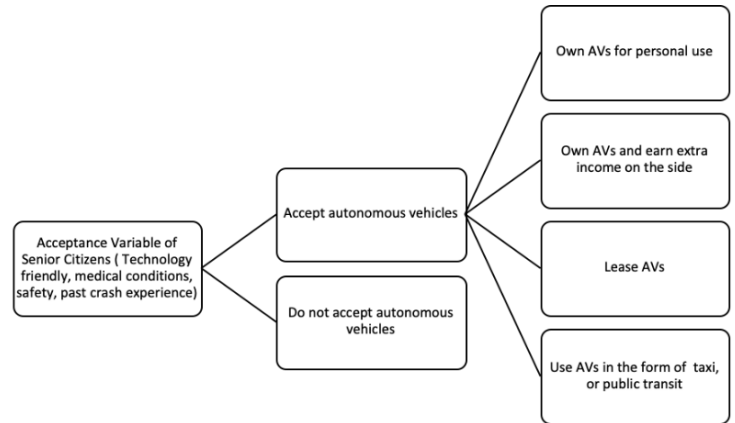 Acceptance Variable of
Senior Citizens ( Technology
friendly, medical conditions,
safety, past crash experience)
Accept autonomous vehicles
Do not accept autonomous
vehicles
Own AVs for personal use
Own AVs and earn extra
income on the side
Lease AVs
Use AVs in the form of  taxi,
or public transit